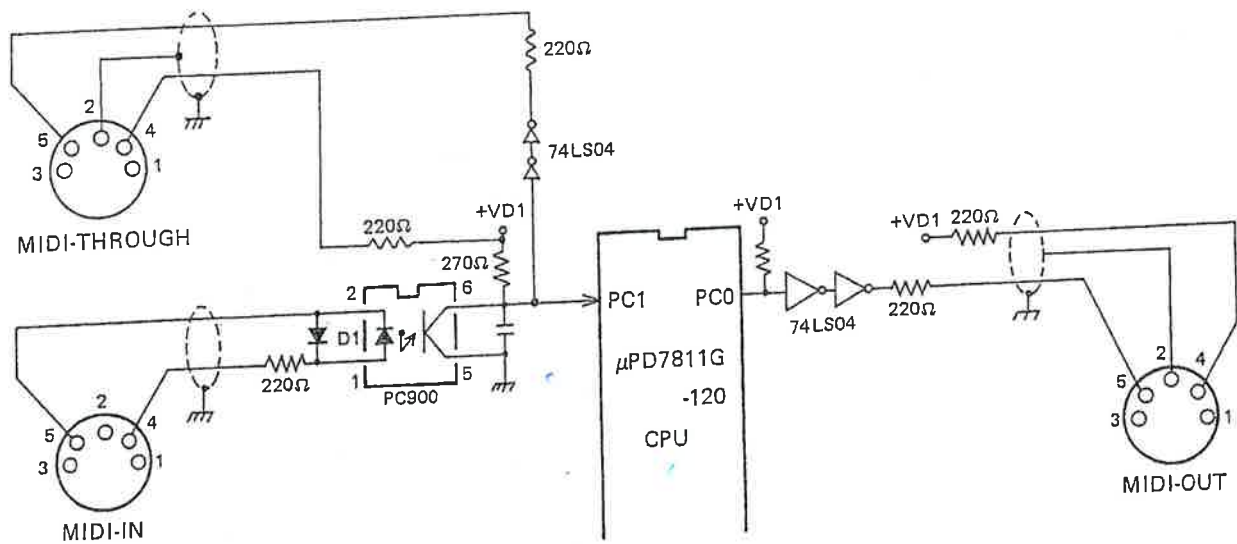 220Ω
2
5
4
3
1
74LS04
MIDI-THROUGH
220Ω
+VD1
270Ω
2
6
D1
1
5
PC900
220Ω
2
5
4
3
1
MIDI-IN
PC1
PC0
μPD7811G
-120
CPU
+VD1
74LS04
220Ω
+VD1
220Ω
2
4
5
3
1
MIDI-OUT